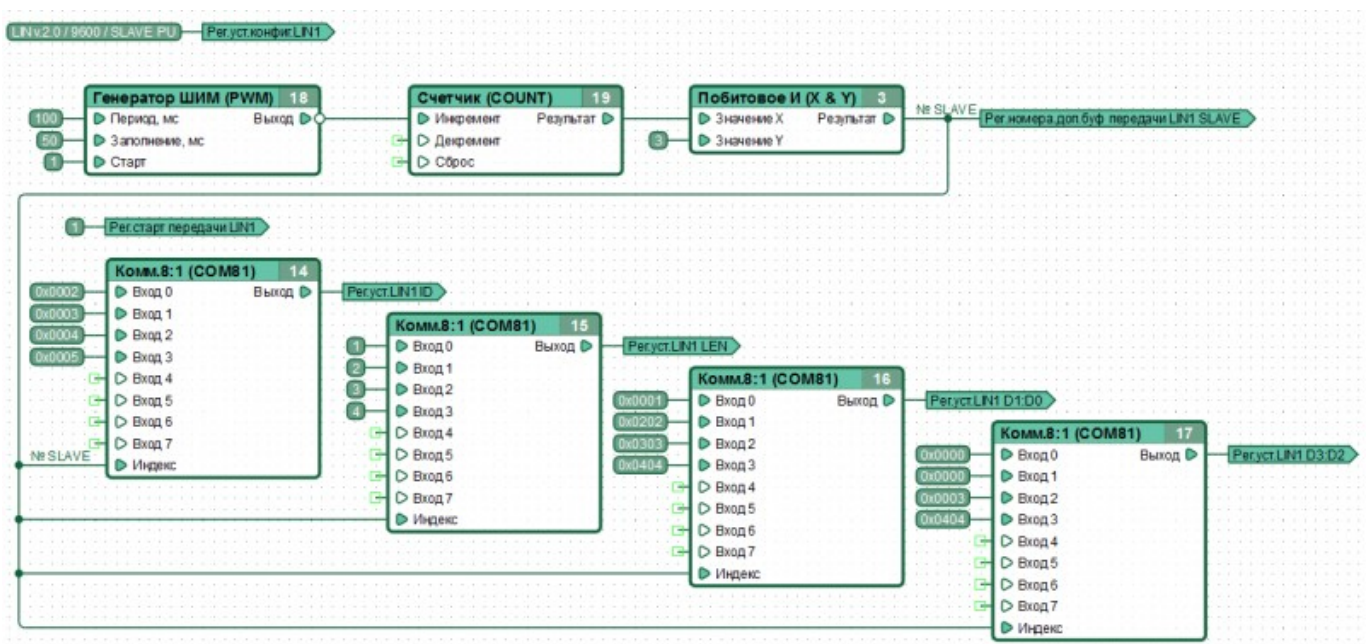 LIN v.2.0 / 9600 / SLAVE PU Рег.уст.конфиг.LIN1
Генератор ШИМ (PWM) 18
100 Период, мс Выход
50 Заполнение, мс
1 Старт
Счетчик (COUNT) 19
Инкремент Результат
Декремент
Сброс
Побитовое И (X & Y) 3
Значение X Результат
3 Значение Y
№ SLAVE
Рег.номера.доп.буф.передачи LIN1 SLAVE
1 Рег.старт передачи LIN1
Комм.8:1 (COM81) 14
0x0002 Вход 0 Выход Рег.уст.LIN1 ID
0x0003 Вход 1
0x0004 Вход 2
0x0005 Вход 3
Вход 4
Вход 5
Вход 6
Вход 7
№ SLAVE Индекс
Комм.8:1 (COM81) 15
1 Вход 0 Выход Рег.уст.LIN1 LEN
2 Вход 1
3 Вход 2
4 Вход 3
Вход 4
Вход 5
Вход 6
Вход 7
Индекс
Комм.8:1 (COM81) 16
0x0001 Вход 0 Выход Рег.уст.LIN1 D1:D0
0x0202 Вход 1
0x0303 Вход 2
0x0404 Вход 3
Вход 4
Вход 5
Вход 6
Вход 7
Индекс
Комм.8:1 (COM81) 17
0x0000 Вход 0 Выход Рег.уст.LIN1 D3:D2
0x0000 Вход 1
0x0003 Вход 2
0x0404 Вход 3
Вход 4
Вход 5
Вход 6
Вход 7
Индекс